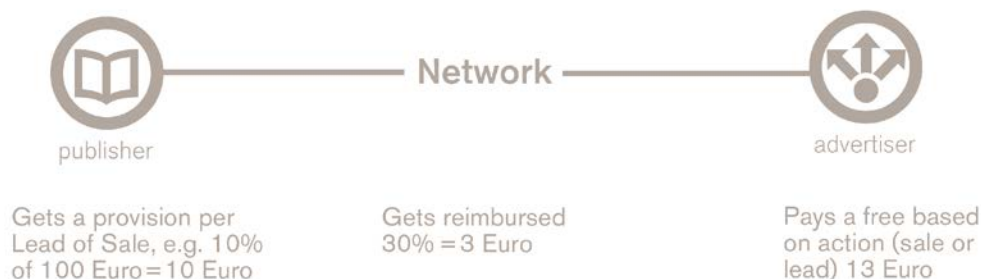 Network
publisher
advertiser
Gets a provision per
Lead of Sale, e.g. 10%
of 100 Euro=10 Euro
Gets reimbursed
30% =3 Euro
Pays a free based
on action (sale or
lead) 13 Euro